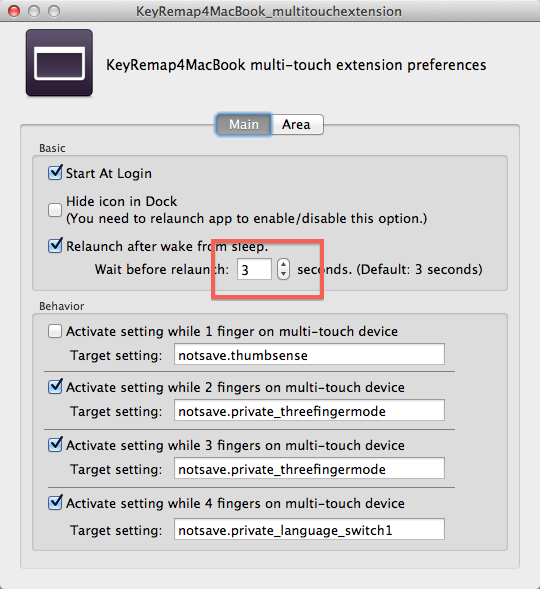 KeyRemap4MacBook_multitouchextension
KeyRemap4MacBook multi-touch extension preferences
Main
Area
Basic
Start At Login
Hide icon in Dock
(You need to relaunch app to enable/disable this option.)
Relaunch after wake from sleep.
Wait before relaunch: 3 seconds. (Default: 3 seconds)
Behavior
Activate setting while 1 finger on multi-touch device
Target setting: notsave.thumbsense
Activate setting while 2 fingers on multi-touch device
Target setting: notsave.private_threefingermode
Activate setting while 3 fingers on multi-touch device
Target setting: notsave.private_threefingermode
Activate setting while 4 fingers on multi-touch device
Target setting: notsave.private_language_switch1